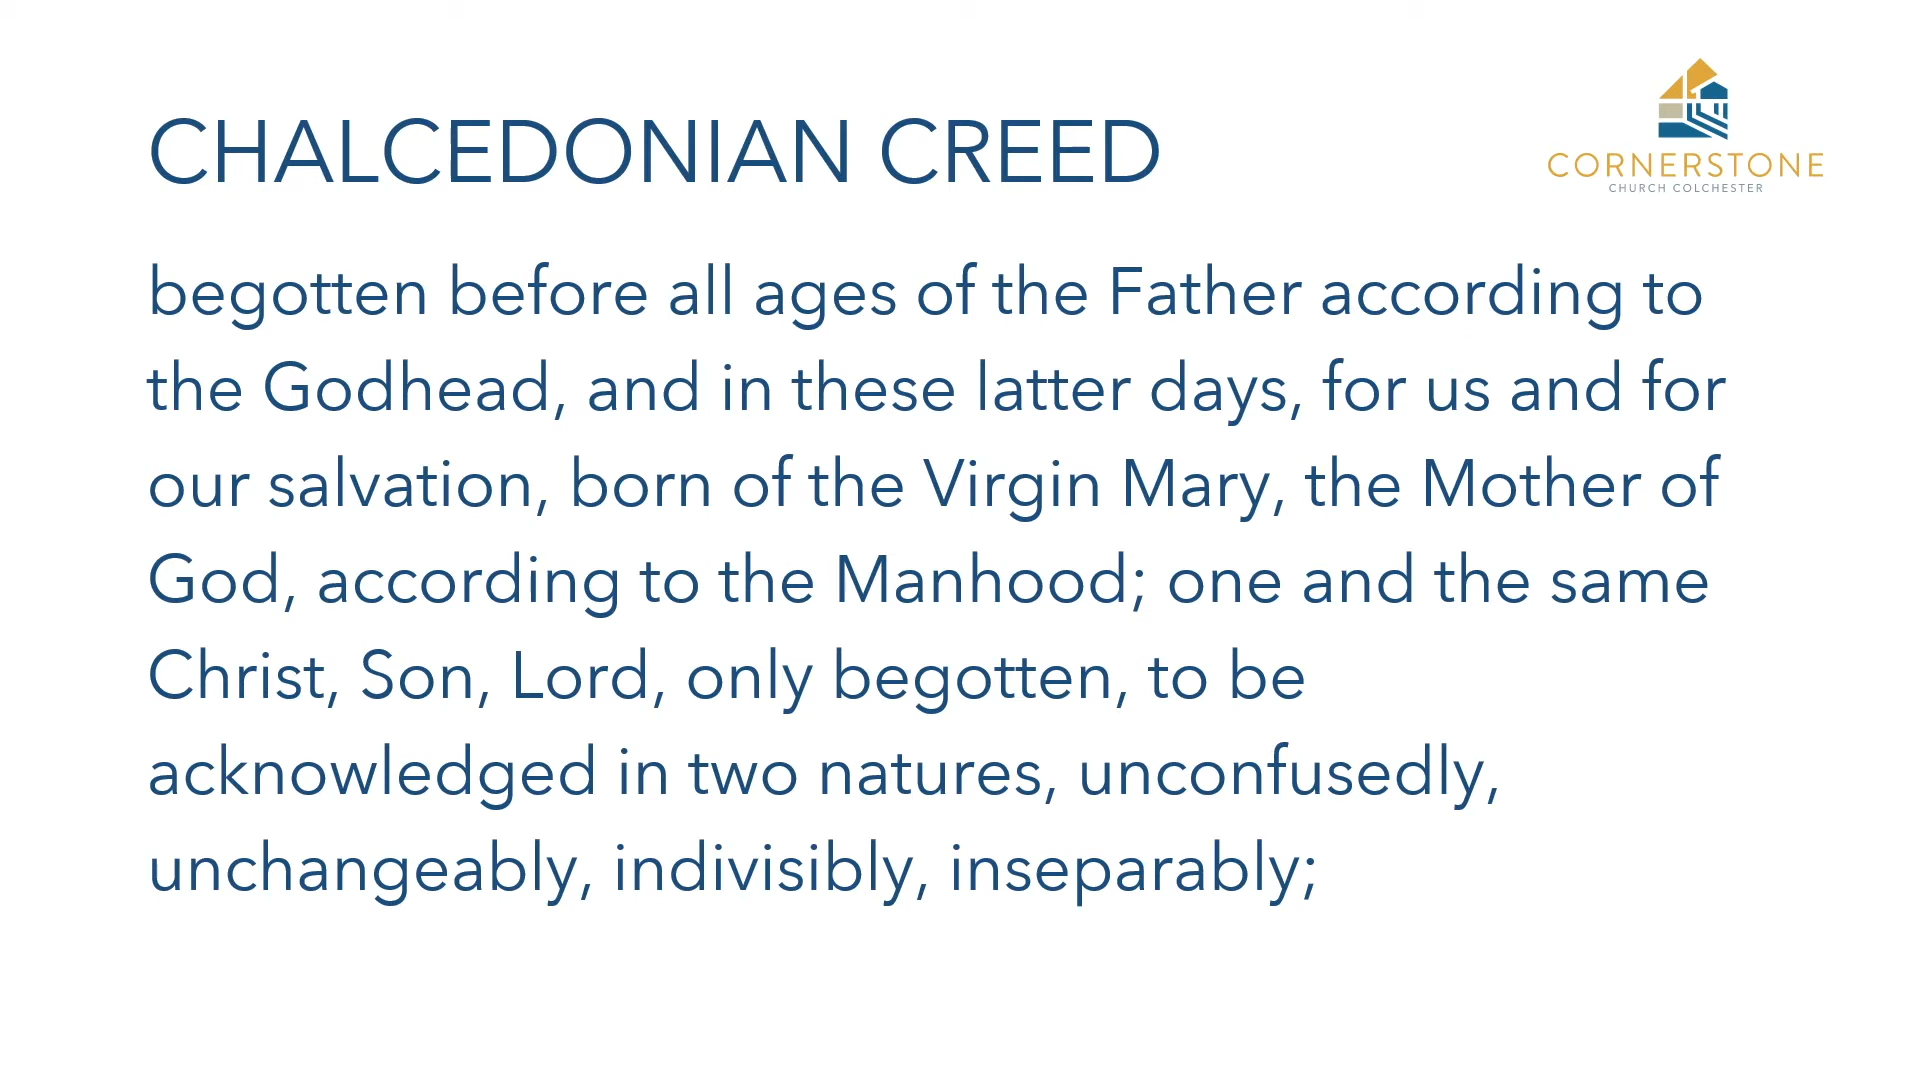 CHALCEDONIAN CREED
CORNERSTONE
CHURCH COLCHESTER
begotten before all ages of the Father according to
the Godhead, and in these latter days, for us and for
our salvation, born of the Virgin Mary, the Mother of
God, according to the Manhood; one and the same
Christ, Son, Lord, only begotten, to be
acknowledged in two natures, unconfusedly,
unchangeably, indivisibly, inseparably;